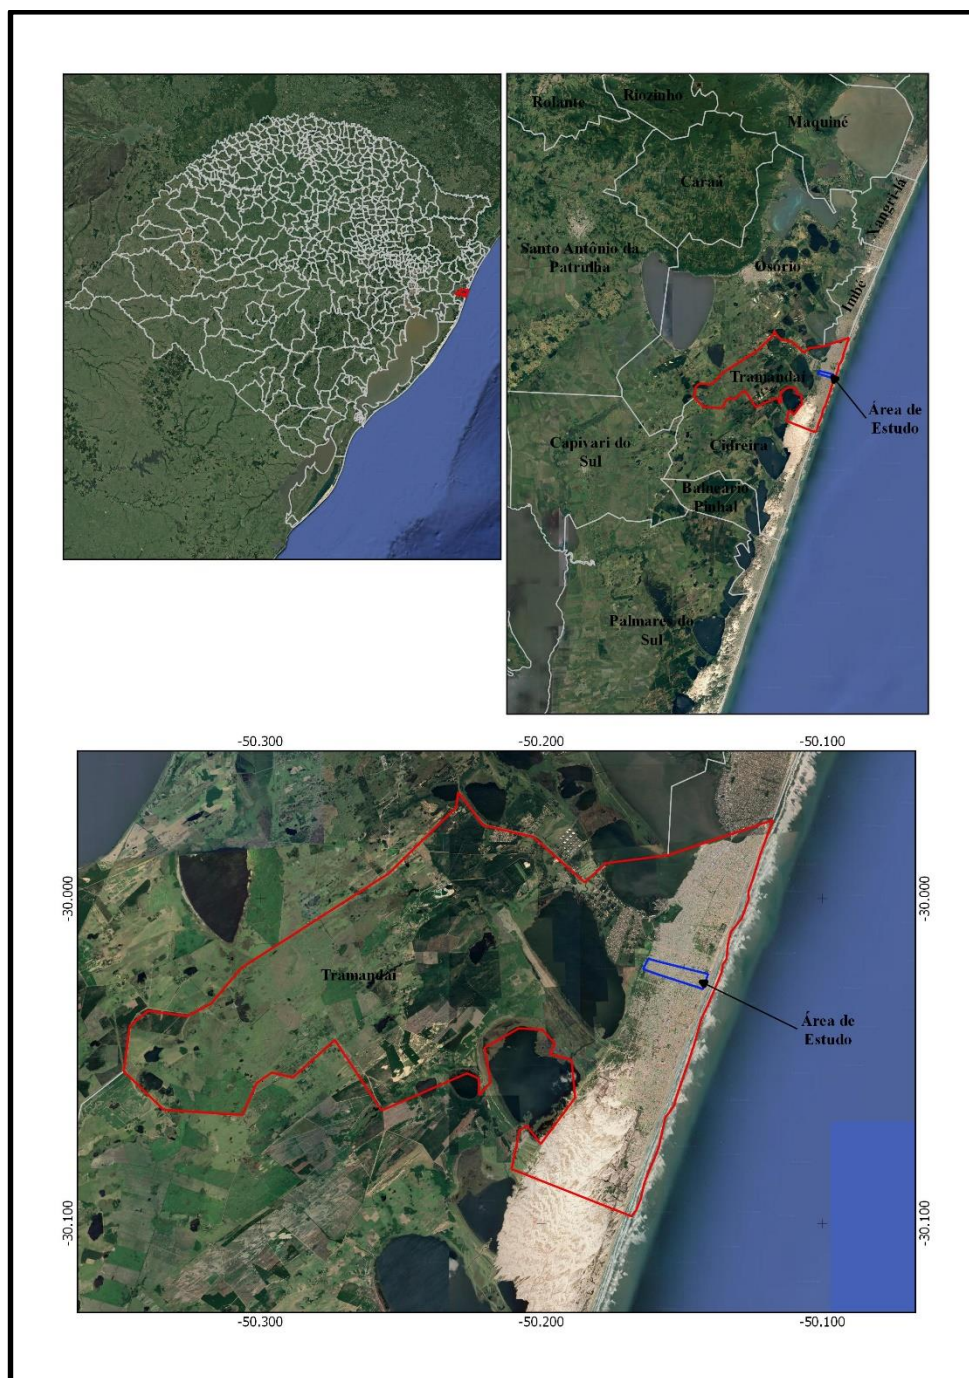 Riozinho
Rolante
Maquiné
Caraá
Xangri-lá
Santo Antônio da
Patrulha
Osório
Imbé
Tramandaí
Área de
Estudo
Capivari do
Sul
Cidreira
Balneario
Pinhal
Palmares do
Sul
-50.300
-50.200
-50.100
-30.000
-30.000
Tramandaí
Área de
Estudo
-30.100
-30.100
-50.300
-50.200
-50.100